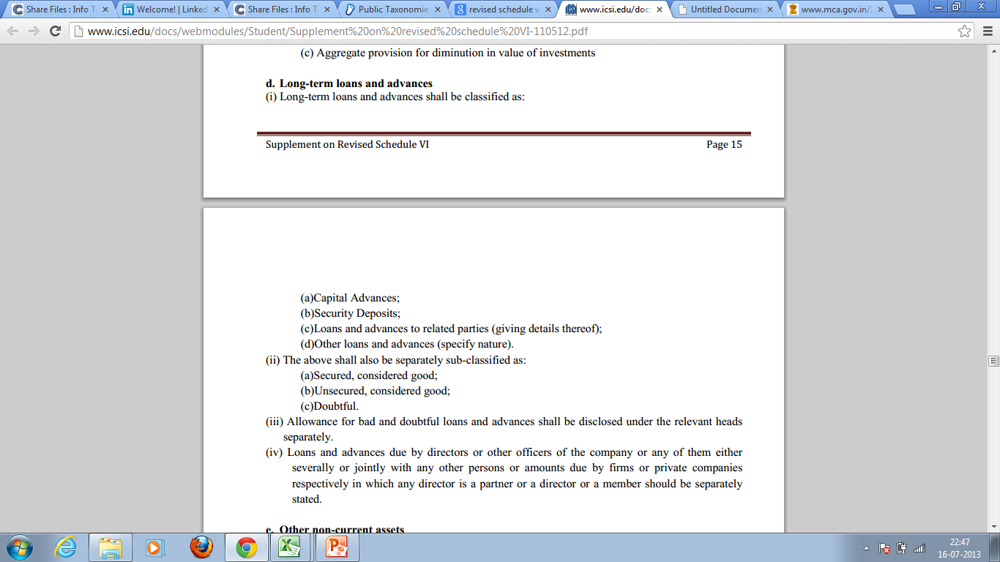 Share Files : Info T
Welcome! | Linked
Share Files : Info T
Public Taxonomie
revised schedule v
www.icsi.edu/doc
Untitled Documen
www.mca.gov.in/
www.icsi.edu/docs/webmodules/Student/Supplement%20on%20revised%20schedule%20VI-110512.pdf
(c) Aggregate provision for diminution in value of investments
d. Long-term loans and advances
(i) Long-term loans and advances shall be classified as:
Supplement on Revised Schedule VI Page 15
(a)Capital Advances;
(b)Security Deposits;
(c)Loans and advances to related parties (giving details thereof);
(d)Other loans and advances (specify nature).
(ii) The above shall also be separately sub-classified as:
(a)Secured, considered good;
(b)Unsecured, considered good;
(c)Doubtful.
(iii) Allowance for bad and doubtful loans and advances shall be disclosed under the relevant heads
separately.
(iv) Loans and advances due by directors or other officers of the company or any of them either
severally or jointly with any other persons or amounts due by firms or private companies
respectively in which any director is a partner or a director or a member should be separately
stated.
e. Other non-current assets
22:47
16-07-2013